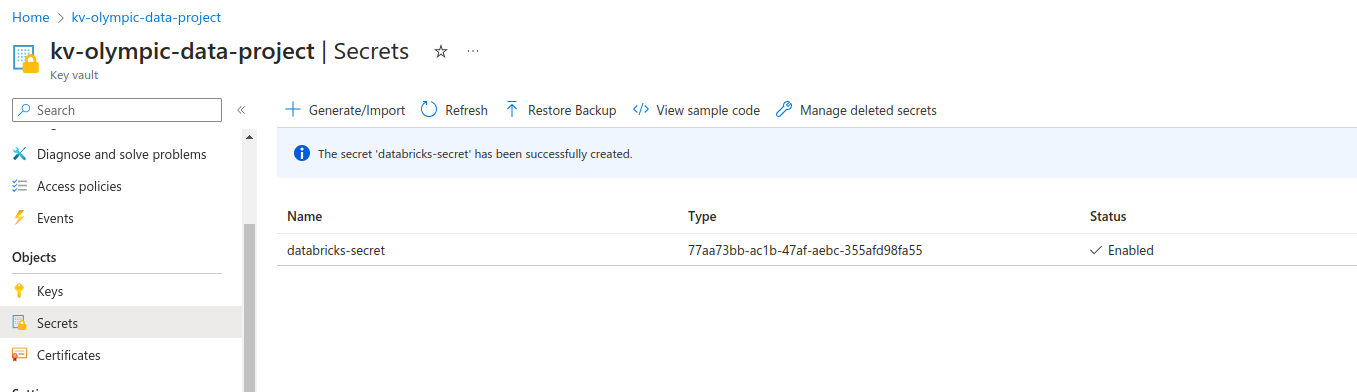 Home > kv-olympic-data-project
kv-olympic-data-project | Secrets
Key vault
Search
Generate/Import
Refresh
Restore Backup
View sample code
Manage deleted secrets
Diagnose and solve problems
Access policies
Events
Objects
Keys
Secrets
Certificates
The secret 'databricks-secret' has been successfully created.
Name Type Status
databricks-secret 77aa73bb-ac1b-47af-aebc-355afd98fa55 Enabled